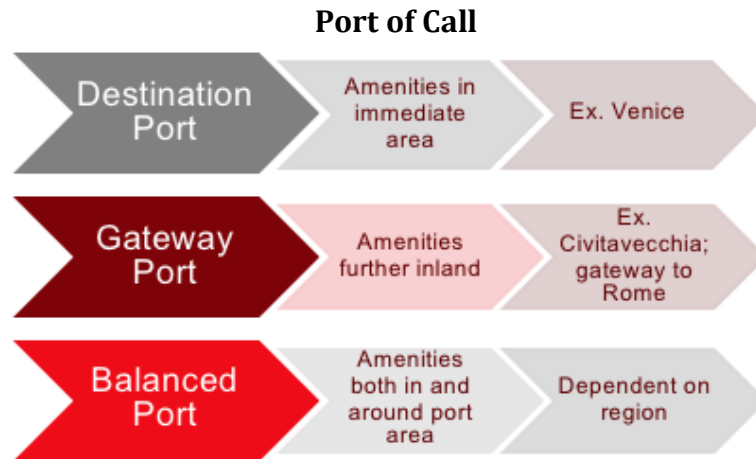 Port of Call
Destination
Port
Amenities in
immediate
area
Ex. Venice
Gateway
Port
Amenities
further inland
Ex.
Civitavecchia;
gateway to
Rome
Balanced
Port
Amenities
both in and
around port
area
Dependent on
region